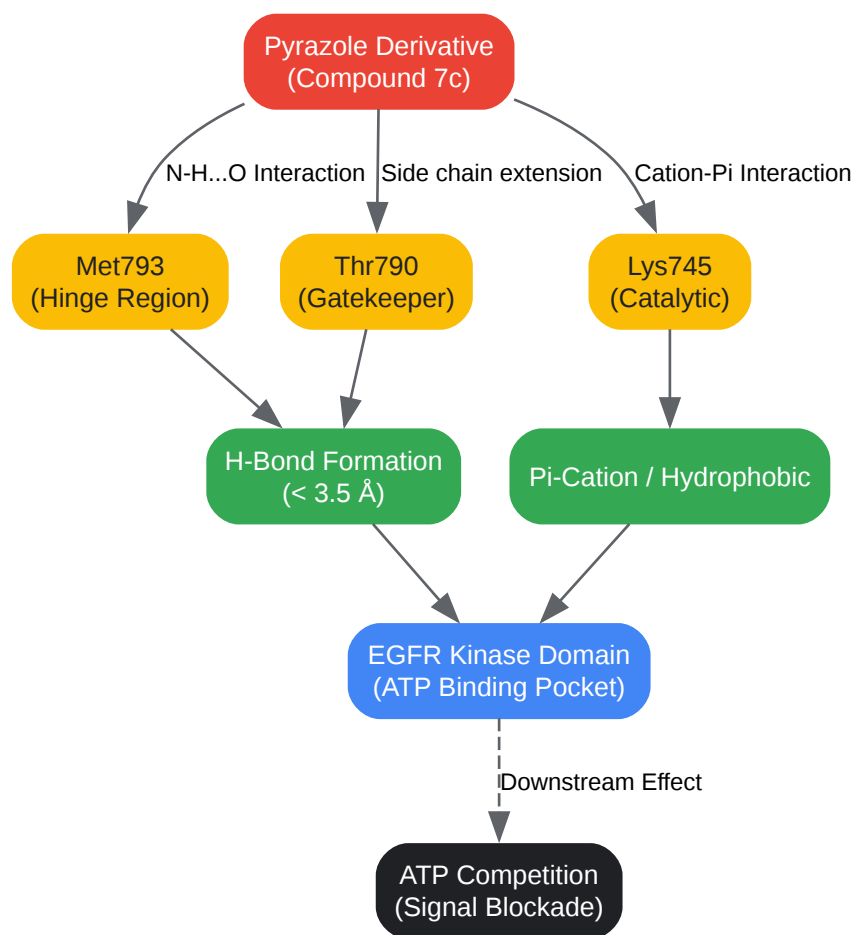 Pyrazole Derivative
(Compound 7c)
N-H...O Interaction
Side chain extension
Cation-Pi Interaction
Met793
(Hinge Region)
Thr790
(Gatekeeper)
Lys745
(Catalytic)
H-Bond Formation
(< 3.5 Å)
Pi-Cation / Hydrophobic
EGFR Kinase Domain
(ATP Binding Pocket)
Downstream Effect
ATP Competition
(Signal Blockade)